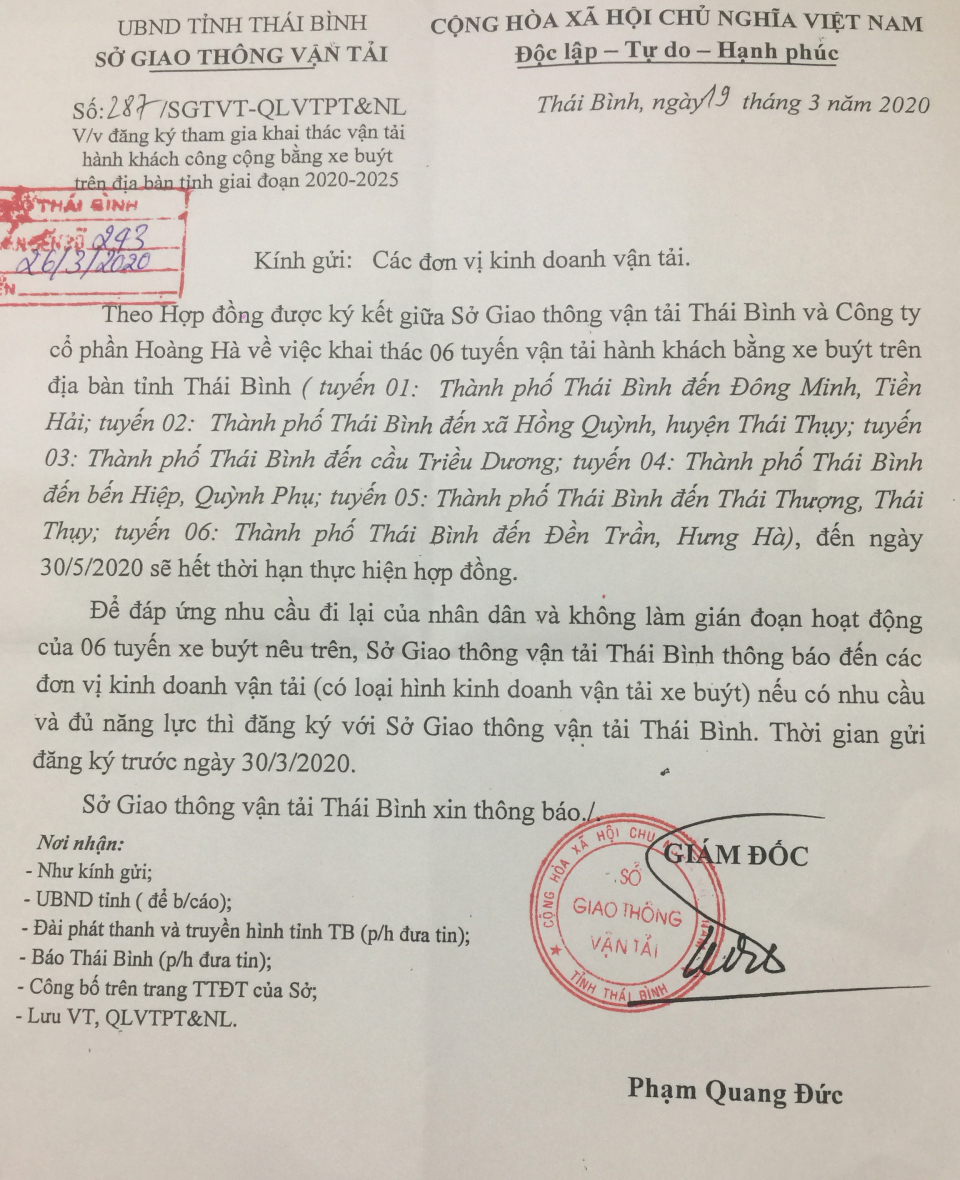 UBND TỈNH THÁI BÌNH
SỞ GIAO THÔNG VẬN TẢI
CỘNG HÒA XÃ HỘI CHỦ NGHĨA VIỆT NAM
Độc lập – Tự do – Hạnh phúc
Số: 287/SGTVT-QLVTPT&NL
V/v đăng ký tham gia khai thác vận tải
hành khách công cộng bằng xe buýt
trên địa bàn tỉnh giai đoạn 2020-2025
Thái Bình, ngày 19 tháng 3 năm 2020
THÁI BÌNH
293
26/3/2020
Kính gửi: Các đơn vị kinh doanh vận tải.
Theo Hợp đồng được ký kết giữa Sở Giao thông vận tải Thái Bình và Công ty
cổ phần Hoàng Hà về việc khai thác 06 tuyến vận tải hành khách bằng xe buýt trên
địa bàn tỉnh Thái Bình ( tuyến 01: Thành phố Thái Bình đến Đông Minh, Tiền
Hải; tuyến 02: Thành phố Thái Bình đến xã Hồng Quỳnh, huyện Thái Thụy; tuyến
03: Thành phố Thái Bình đến cầu Triều Dương; tuyến 04: Thành phố Thái Bình
đến bến Hiệp, Quỳnh Phụ; tuyến 05: Thành phố Thái Bình đến Thái Thượng, Thái
Thụy; tuyến 06: Thành phố Thái Bình đến Đền Trần, Hưng Hà), đến ngày
30/5/2020 sẽ hết thời hạn thực hiện hợp đồng.
Để đáp ứng nhu cầu đi lại của nhân dân và không làm gián đoạn hoạt động
của 06 tuyến xe buýt nêu trên, Sở Giao thông vận tải Thái Bình thông báo đến các
đơn vị kinh doanh vận tải (có loại hình kinh doanh vận tải xe buýt) nếu có nhu cầu
và đủ năng lực thì đăng ký với Sở Giao thông vận tải Thái Bình. Thời gian gửi
đăng ký trước ngày 30/3/2020.
Sở Giao thông vận tải Thái Bình xin thông báo./.
Nơi nhận:
- Như kính gửi;
- UBND tỉnh ( để b/cáo);
- Đài phát thanh và truyền hình tỉnh TB (p/h đưa tin);
- Báo Thái Bình (p/h đưa tin);
- Công bố trên trang TTĐT của Sở;
- Lưu VT, QLVTPT&NL.
GIÁM ĐỐC
CỘNG HÒA XÃ HỘI CHỦ NGHĨA VIỆT NAM
SỞ
GIAO THÔNG
VẬN TẢI
TỈNH THÁI BÌNH
Phạm Quang Đức